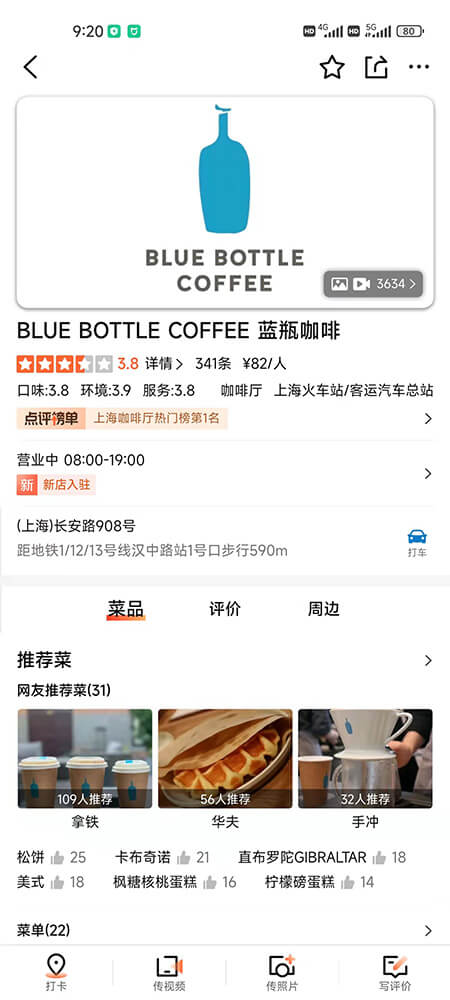 9:20 HD 4G HD 5G 80
BLUE BOTTLE
COFFEE
3634
BLUE BOTTLE COFFEE 蓝瓶咖啡
3.8 详情 341条 ¥82/人
口味:3.8 环境:3.9 服务:3.8 咖啡厅 上海火车站/客运汽车总站
点评榜单 上海咖啡厅热门榜第1名
营业中 08:00-19:00
新 新店入驻
(上海)长安路908号
距地铁1/12/13号线汉中路站1号口步行590m
打车
菜品 评价 周边
推荐菜
网友推荐菜(31)
109人推荐 56人推荐 32人推荐
拿铁 华夫 手冲
松饼 25 卡布奇诺 21 直布罗陀GIBRALTAR 18
美式 18 枫糖核桃蛋糕 16 柠檬磅蛋糕 14
菜单(22)
打卡 传视频 传照片 写评价